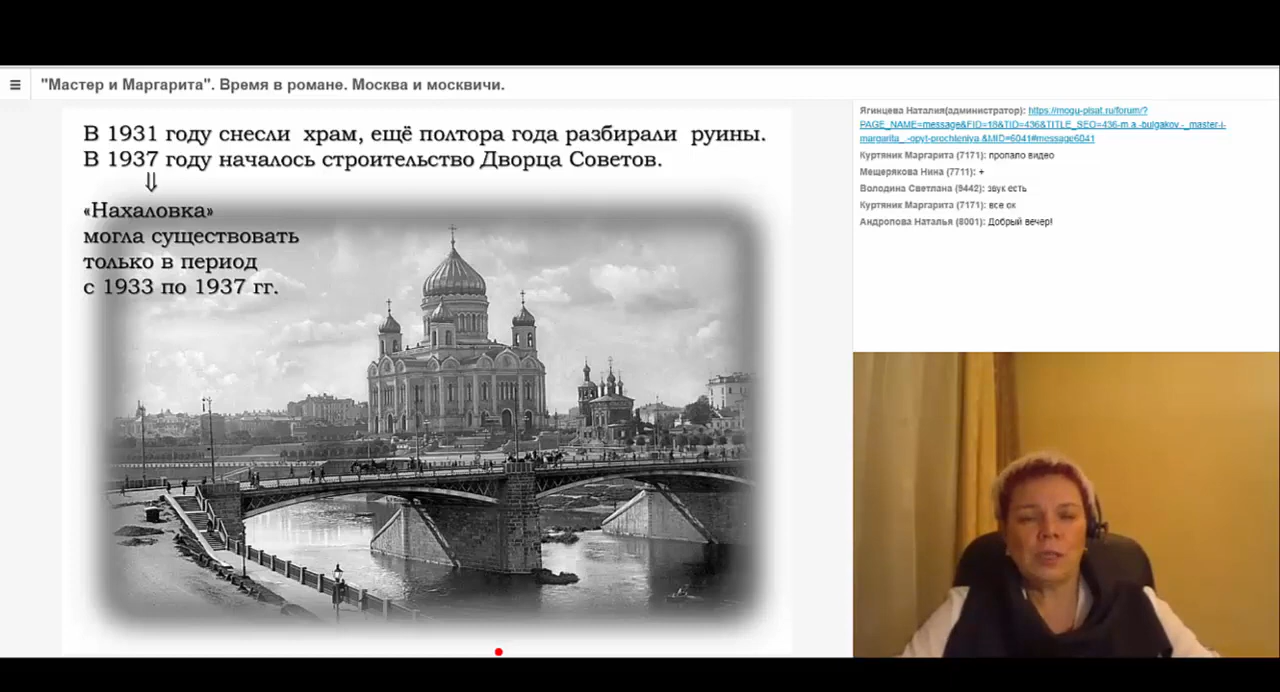 "Мастер и Маргарита". Время в романе. Москва и москвичи.
В 1931 году снесли храм, ещё полтора года разбирали руины.
В 1937 году началось строительство Дворца Советов.
⇓
«Нахаловка»
могла существовать
только в период
с 1933 по 1937 гг.
Ягинцева Наталия(администратор): https://mogu-pisat.ru/forum/?
PAGE_NAME=message&FID=18&TID=436&TITLE_SEO=436-m.a.-bulgakov-_master-i-
margarita_.-opyt-prochteniya.&MID=6041#message6041
Куртяник Маргарита (7171): пропало видео
Мещерякова Нина (7711): +
Володина Светлана (9442): звук есть
Куртяник Маргарита (7171): все ок
Андропова Наталья (8001): Добрый вечер!